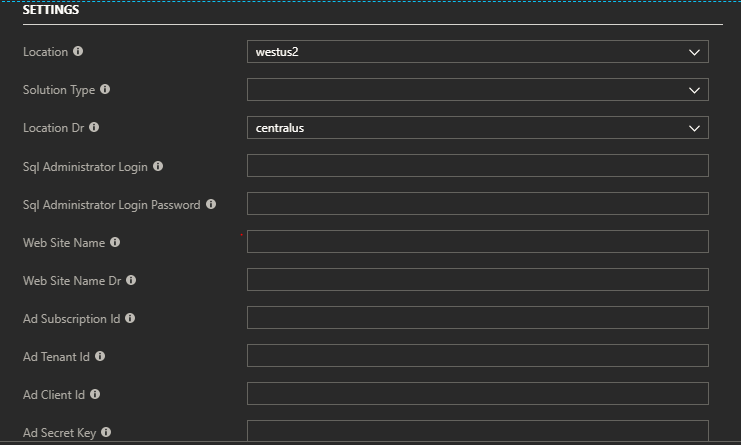 SETTINGS
Location
westus2
Solution Type
Location Dr
centralus
Sql Administrator Login
Sql Administrator Login Password
Web Site Name
*
Web Site Name Dr
Ad Subscription Id
Ad Tenant Id
Ad Client Id
Ad Secret Key